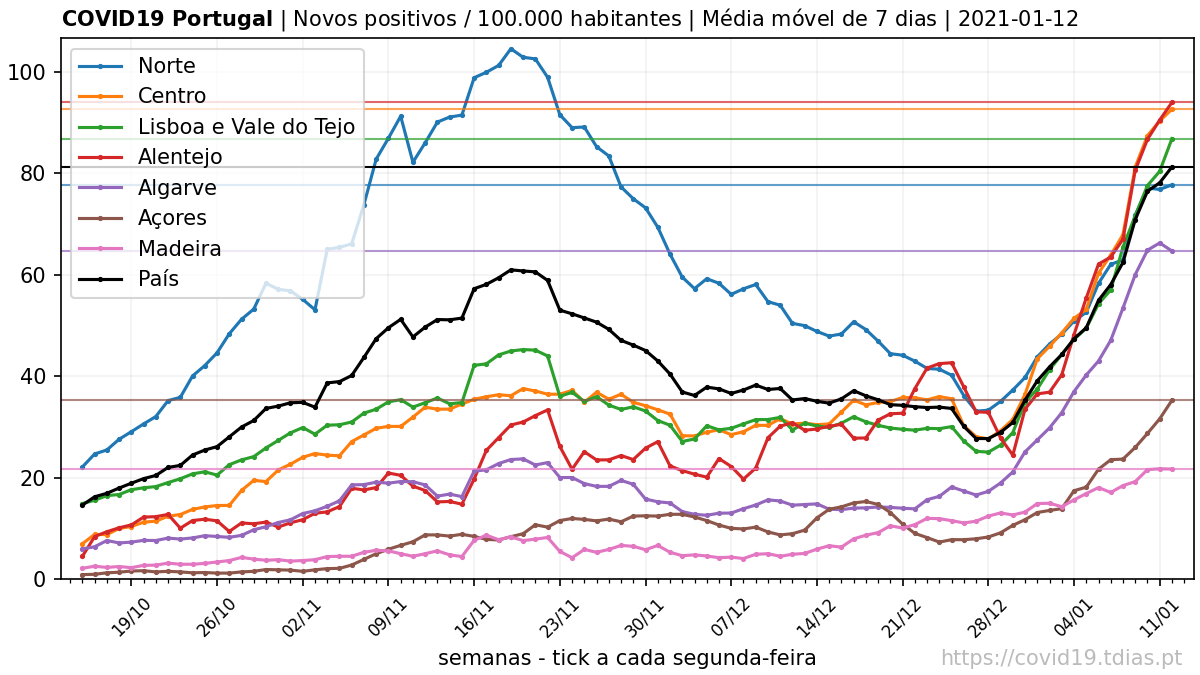 COVID19 Portugal | Novos positivos / 100.000 habitantes | Média móvel de 7 dias | 2021-01-12
Norte
Centro
Lisboa e Vale do Tejo
Alentejo
Algarve
Açores
Madeira
País
100
80
60
40
20
0
19/10 26/10 02/11 09/11 16/11 23/11 30/11 07/12 14/12 21/12 28/12 04/01 11/01
semanas - tick a cada segunda-feira
https://covid19.tdias.pt